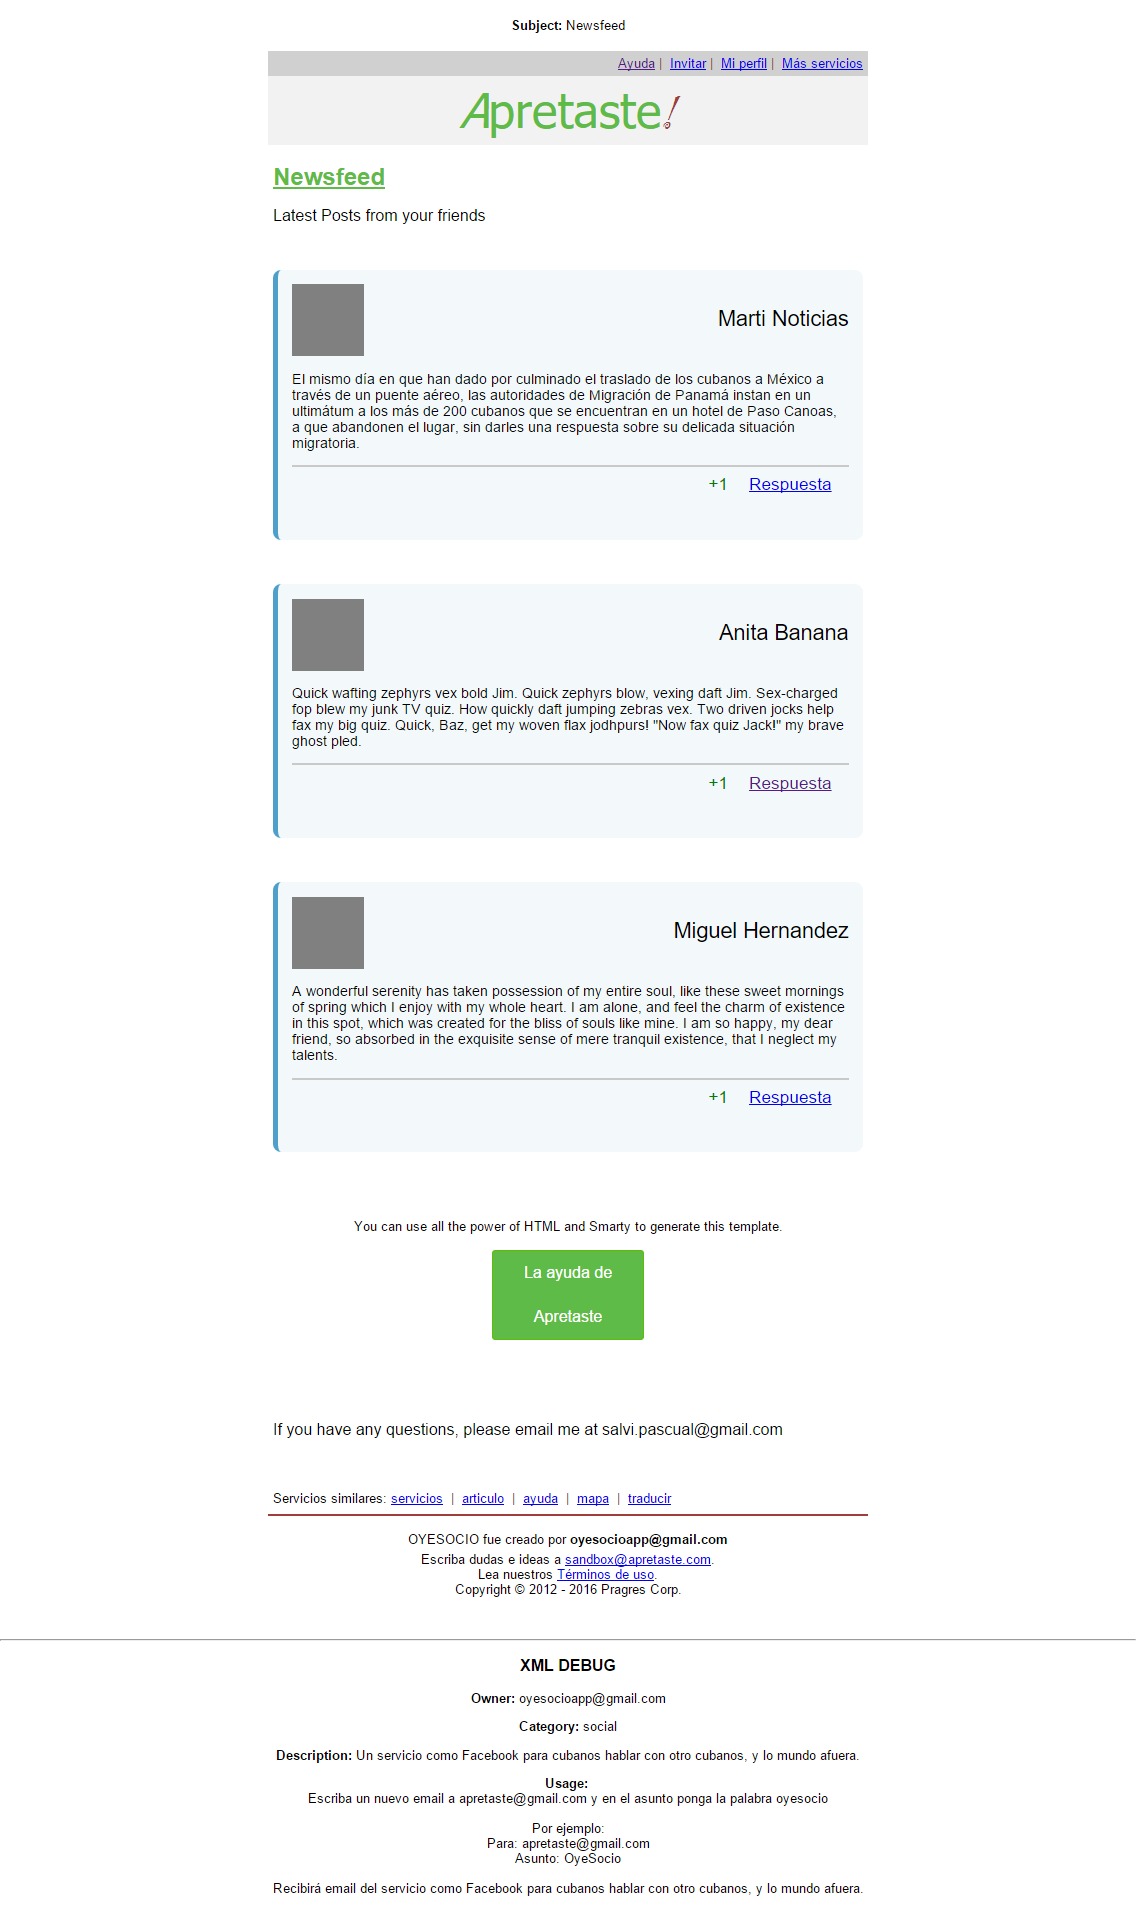 Subject: Newsfeed
Ayuda | Invitar | Mi perfil | Más servicios
Apretaste!
Newsfeed
Latest Posts from your friends
Marti Noticias
El mismo día en que han dado por culminado el traslado de los cubanos a México a
través de un puente aéreo, las autoridades de Migración de Panamá instan en un
ultimátum a los más de 200 cubanos que se encuentran en un hotel de Paso Canoas,
a que abandonen el lugar, sin darles una respuesta sobre su delicada situación
migratoria.
+1 Respuesta
Anita Banana
Quick wafting zephyrs vex bold Jim. Quick zephyrs blow, vexing daft Jim. Sex-charged
fop blew my junk TV quiz. How quickly daft jumping zebras vex. Two driven jocks help
fax my big quiz. Quick, Baz, get my woven flax jodhpurs! "Now fax quiz Jack!" my brave
ghost pled.
+1 Respuesta
Miguel Hernandez
A wonderful serenity has taken possession of my entire soul, like these sweet mornings
of spring which I enjoy with my whole heart. I am alone, and feel the charm of existence
in this spot, which was created for the bliss of souls like mine. I am so happy, my dear
friend, so absorbed in the exquisite sense of mere tranquil existence, that I neglect my
talents.
+1 Respuesta
You can use all the power of HTML and Smarty to generate this template.
La ayuda de
Apretaste
If you have any questions, please email me at salvi.pascual@gmail.com
Servicios similares: servicios | articulo | ayuda | mapa | traducir
OYESOCIO fue creado por oyesocioapp@gmail.com
Escriba dudas e ideas a sandbox@apretaste.com.
Lea nuestros Términos de uso.
Copyright © 2012 - 2016 Pragres Corp.
XML DEBUG
Owner: oyesocioapp@gmail.com
Category: social
Description: Un servicio como Facebook para cubanos hablar con otro cubanos, y lo mundo afuera.
Usage:
Escriba un nuevo email a apretaste@gmail.com y en el asunto ponga la palabra oyesocio
Por ejemplo:
Para: apretaste@gmail.com
Asunto: OyeSocio
Recibirá email del servicio como Facebook para cubanos hablar con otro cubanos, y lo mundo afuera.